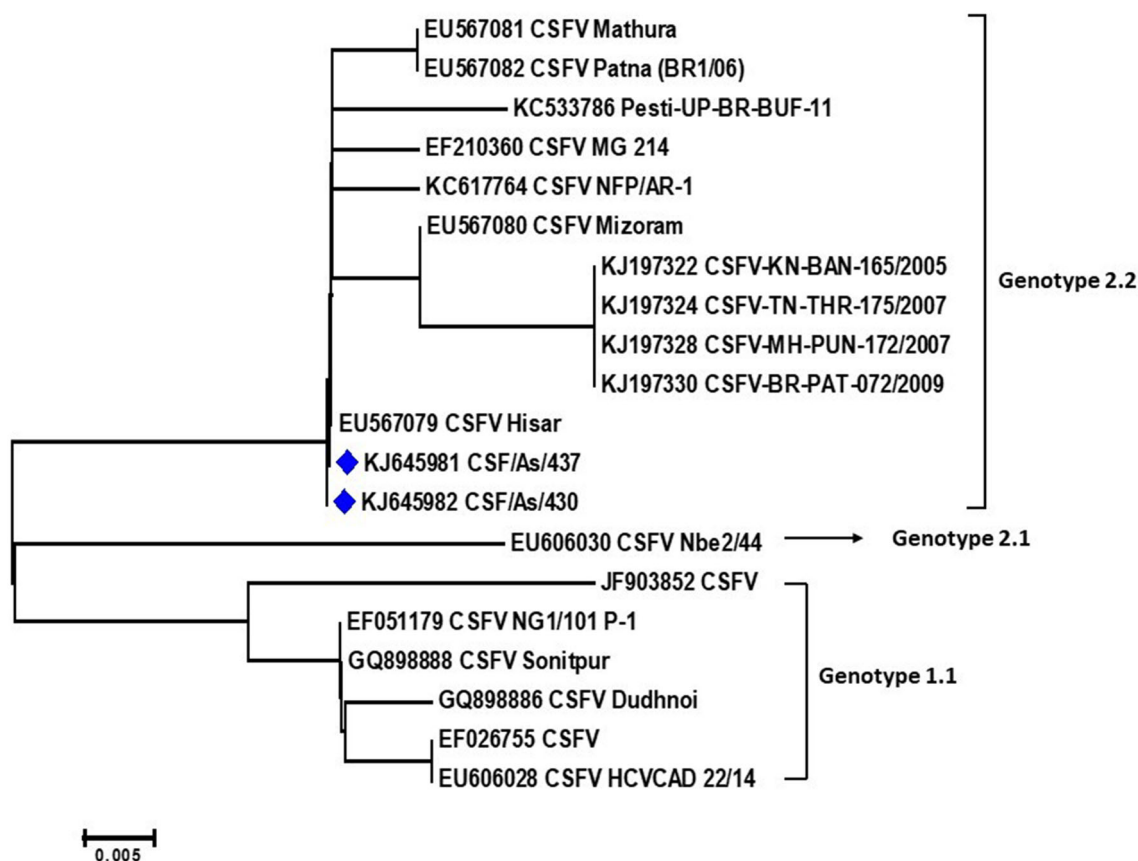 EU567081 CSFV Mathura
EU567082 CSFV Patna (BR1/06)
KC533786 Pesti-UP-BR-BUF-11
EF210360 CSFV MG 214
KC617764 CSFV NFP/AR-1
EU567080 CSFV Mizoram
KJ197322 CSFV-KN-BAN-165/2005
Genotype 2.2
KJ197324 CSFV-TN-THR-175/2007
KJ197328 CSFV-MH-PUN-172/2007
KJ197330 CSFV-BR-PAT-072/2009
EU567079 CSFV Hisar
KJ645981 CSF/As/437
KJ645982 CSF/As/430
EU606030 CSFV Nbe2/44
Genotype 2.1
JF903852 CSFV
EF051179 CSFV NG1/101 P-1
GQ898888 CSFV Sonitpur
Genotype 1.1
GQ898886 CSFV Dudhnoi
EF026755 CSFV
EU606028 CSFV HCVCAD 22/14
0.005